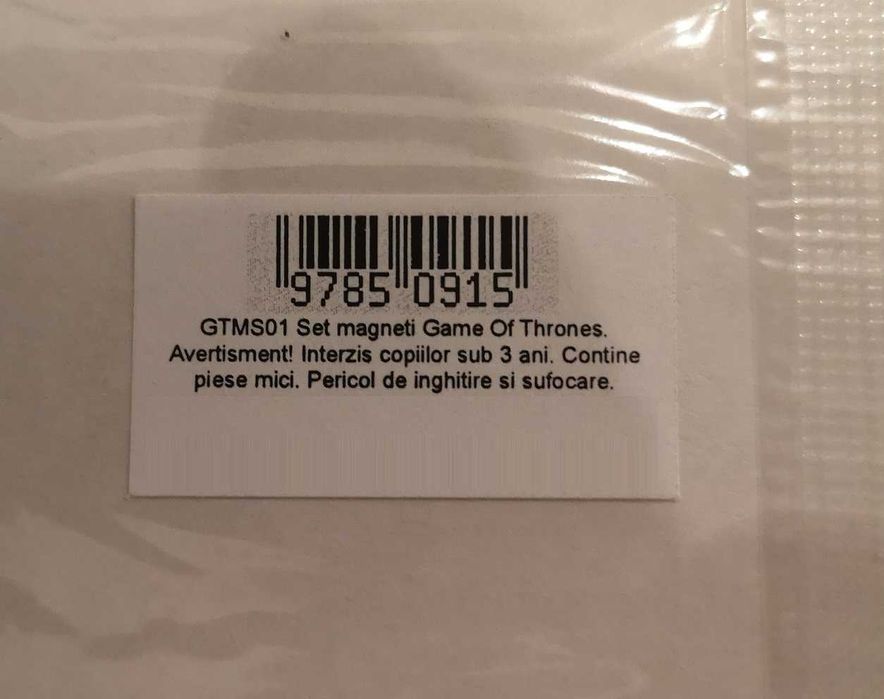 9785 0915
GTMS01 Set magneti Game Of Thrones.
Avertisment! Interzis copiilor sub 3 ani. Contine
piese mici. Pericol de inghitire si sufocare.